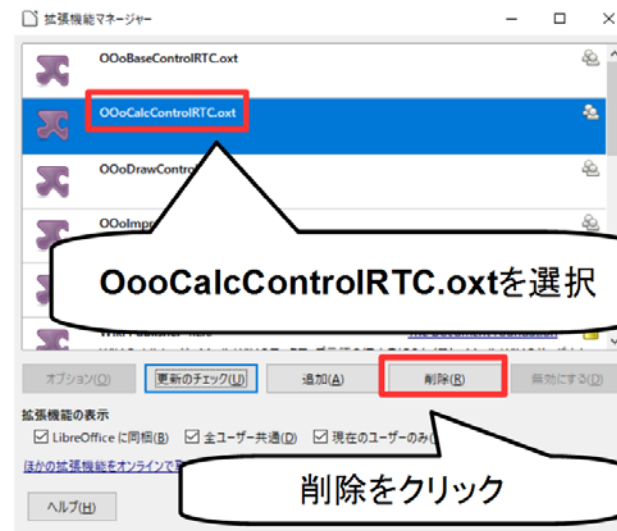 拡張機能マネージャー
OOoBaseControlRTC.oxt
OOoCalcControlRTC.oxt
OOoDrawContro
OOoImpr
OooCalcControlRTC.oxtを選択
オプション(O) 更新のチェック(U) 追加(A) 削除(R) 無効にする(D)
拡張機能の表示
LibreOffice に同梱(B) 全ユーザー共通(D) 現在のユーザーのみ(
ほかの拡張機能をオンラインで
削除をクリック
ヘルプ(H)